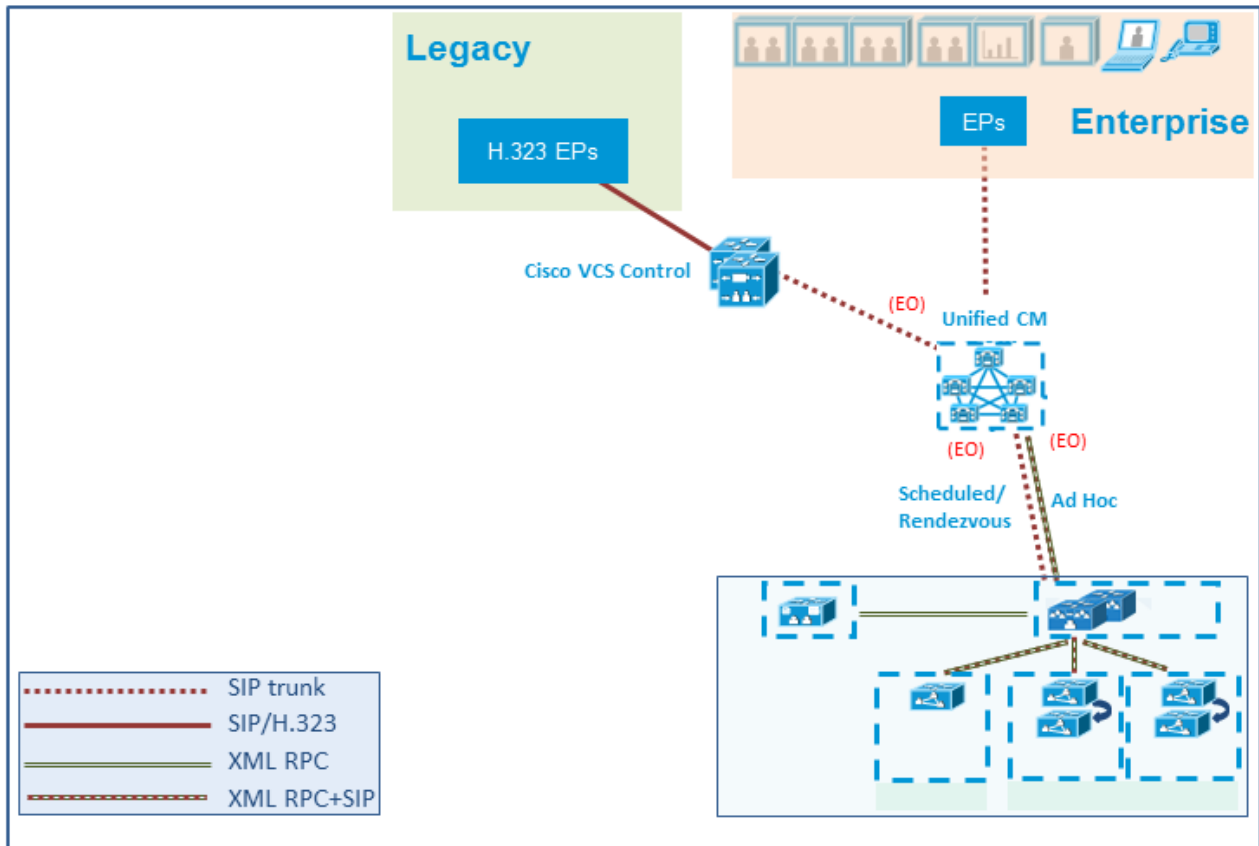 Legacy
H.323 EPs
EPs
Enterprise
Cisco VCS Control
(EO)
Unified CM
(EO)
(EO)
Scheduled/
Rendezvous
Ad Hoc
SIP trunk
SIP/H.323
XML RPC
XML RPC+SIP